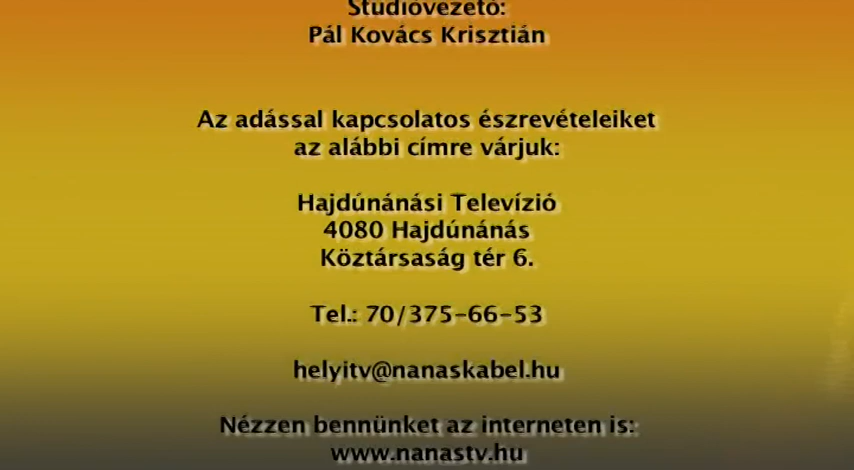 Stúdióvezető:
Pál Kovács Krisztián
Az adással kapcsolatos észrevételeiket
az alábbi címre várjuk:
Hajdúnánási Televízió
4080 Hajdúnánás
Köztársaság tér 6.
Tel.: 70/375-66-53
helyitv@nanaskabel.hu
Nézzen bennünket az interneten is:
www.nanastv.hu